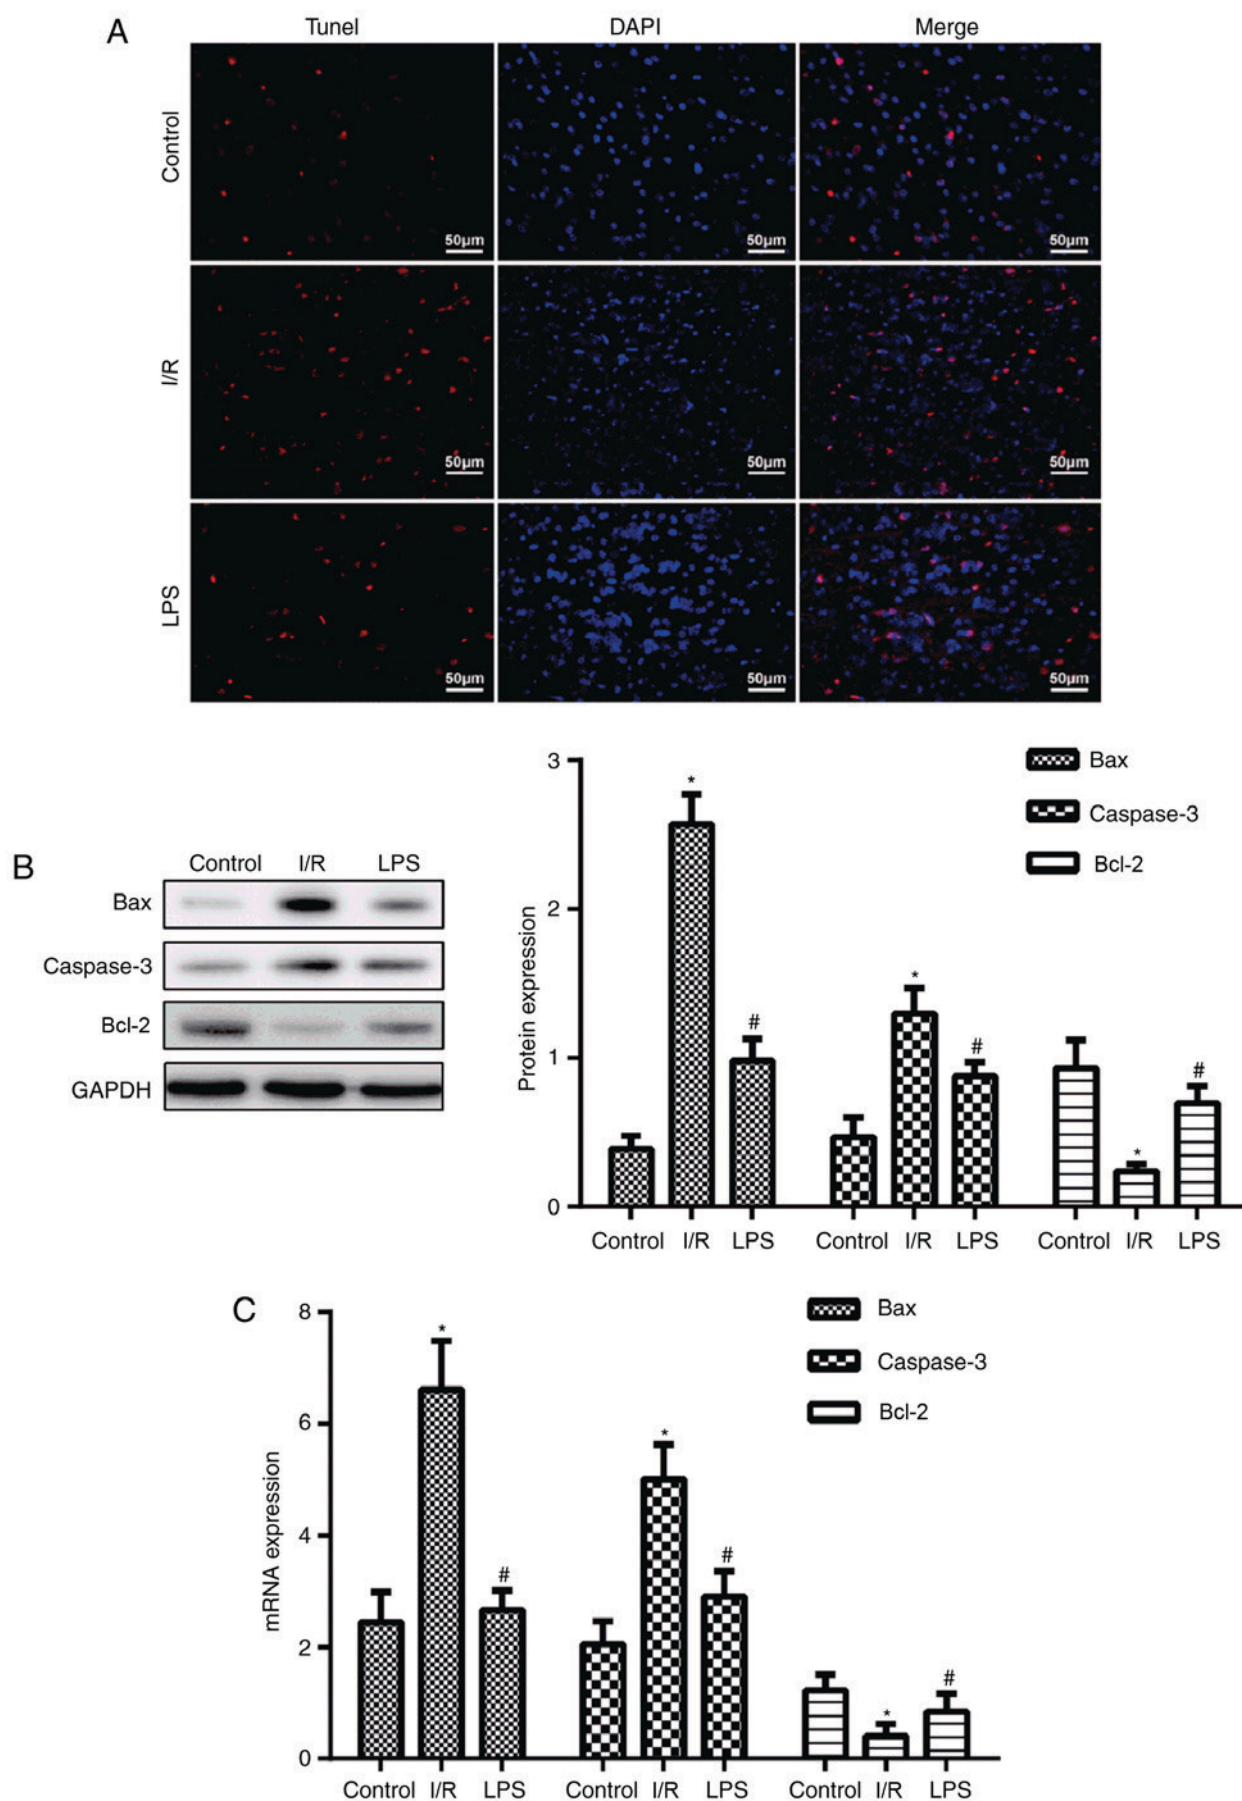 A
Tunel DAPI Merge
Control
50µm 50µm 50µm
I/R
50µm 50µm 50µm
LPS
50µm 50µm 50µm
B
Control I/R LPS
Bax
Caspase-3
Bcl-2
GAPDH
Protein expression
3
2
1
0
Bax
Caspase-3
Bcl-2
*
#
*
#
*
#
Control I/R LPS Control I/R LPS Control I/R LPS
C
mRNA expression
8
6
4
2
0
Bax
Caspase-3
Bcl-2
*
#
*
#
*
#
Control I/R LPS Control I/R LPS Control I/R LPS